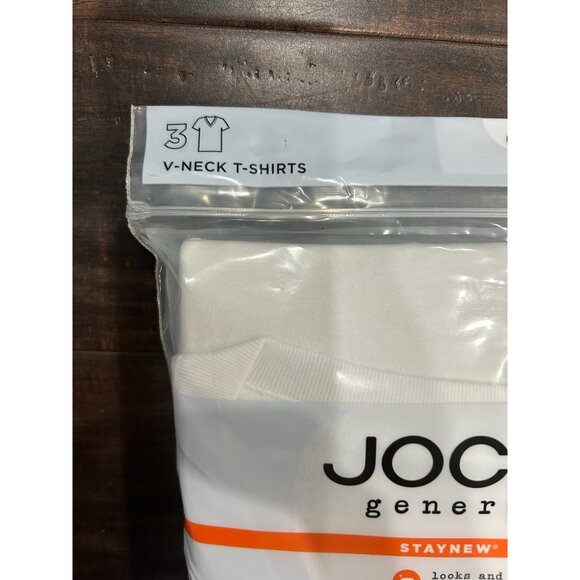 3
V-NECK T-SHIRTS
JOC
gener
STAYNEW®
looks and